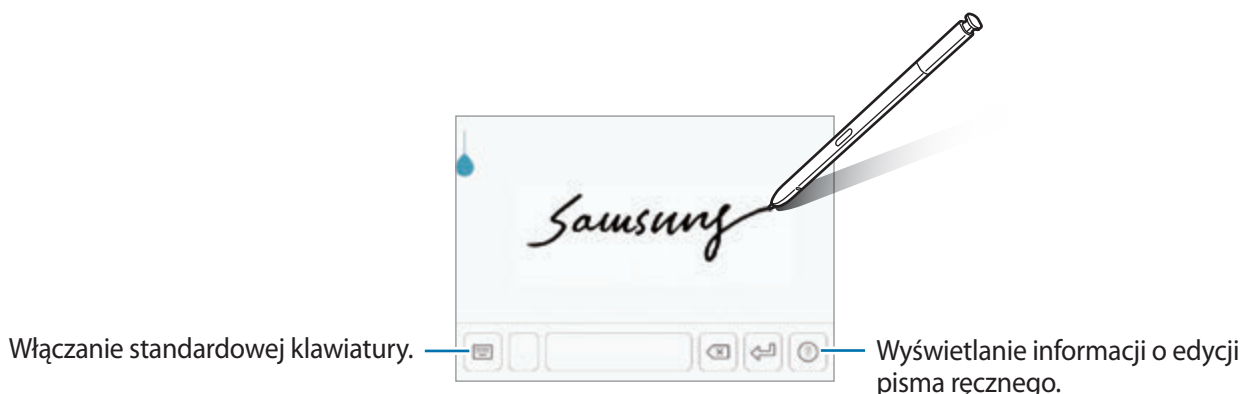 Samsung
Włączanie standardowej klawiatury.
Wyświetlanie informacji o edycji
pisma ręcznego.